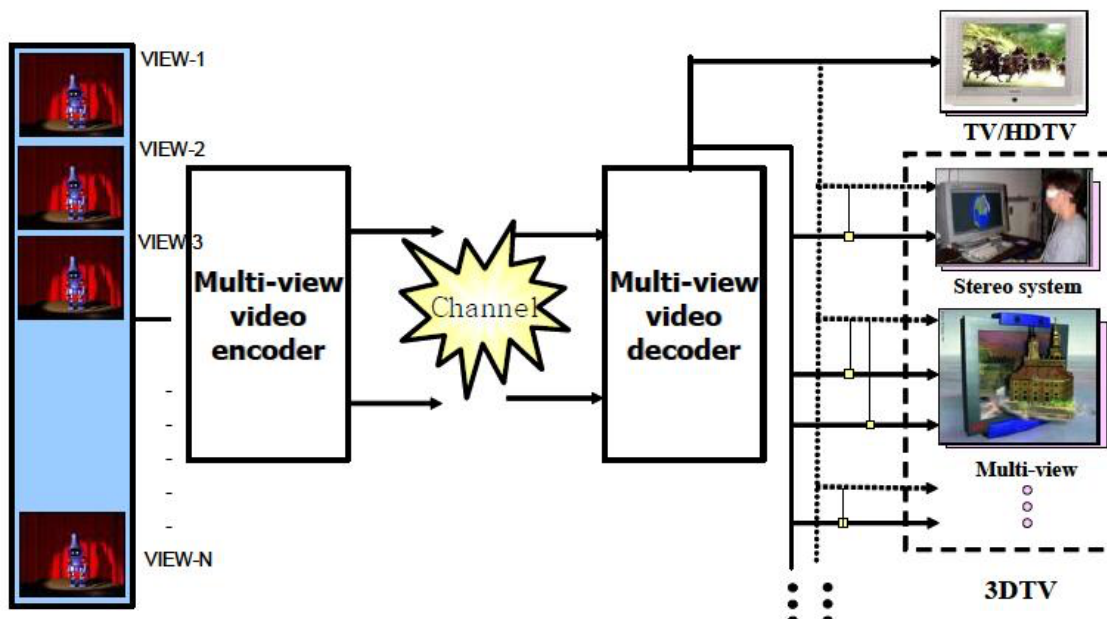 VIEW-1
VIEW-2
VIEW-3
VIEW-N
Multi-view
video
encoder
Channel
Multi-view
video
decoder
TV/HDTV
Stereo system
Multi-view
3DTV